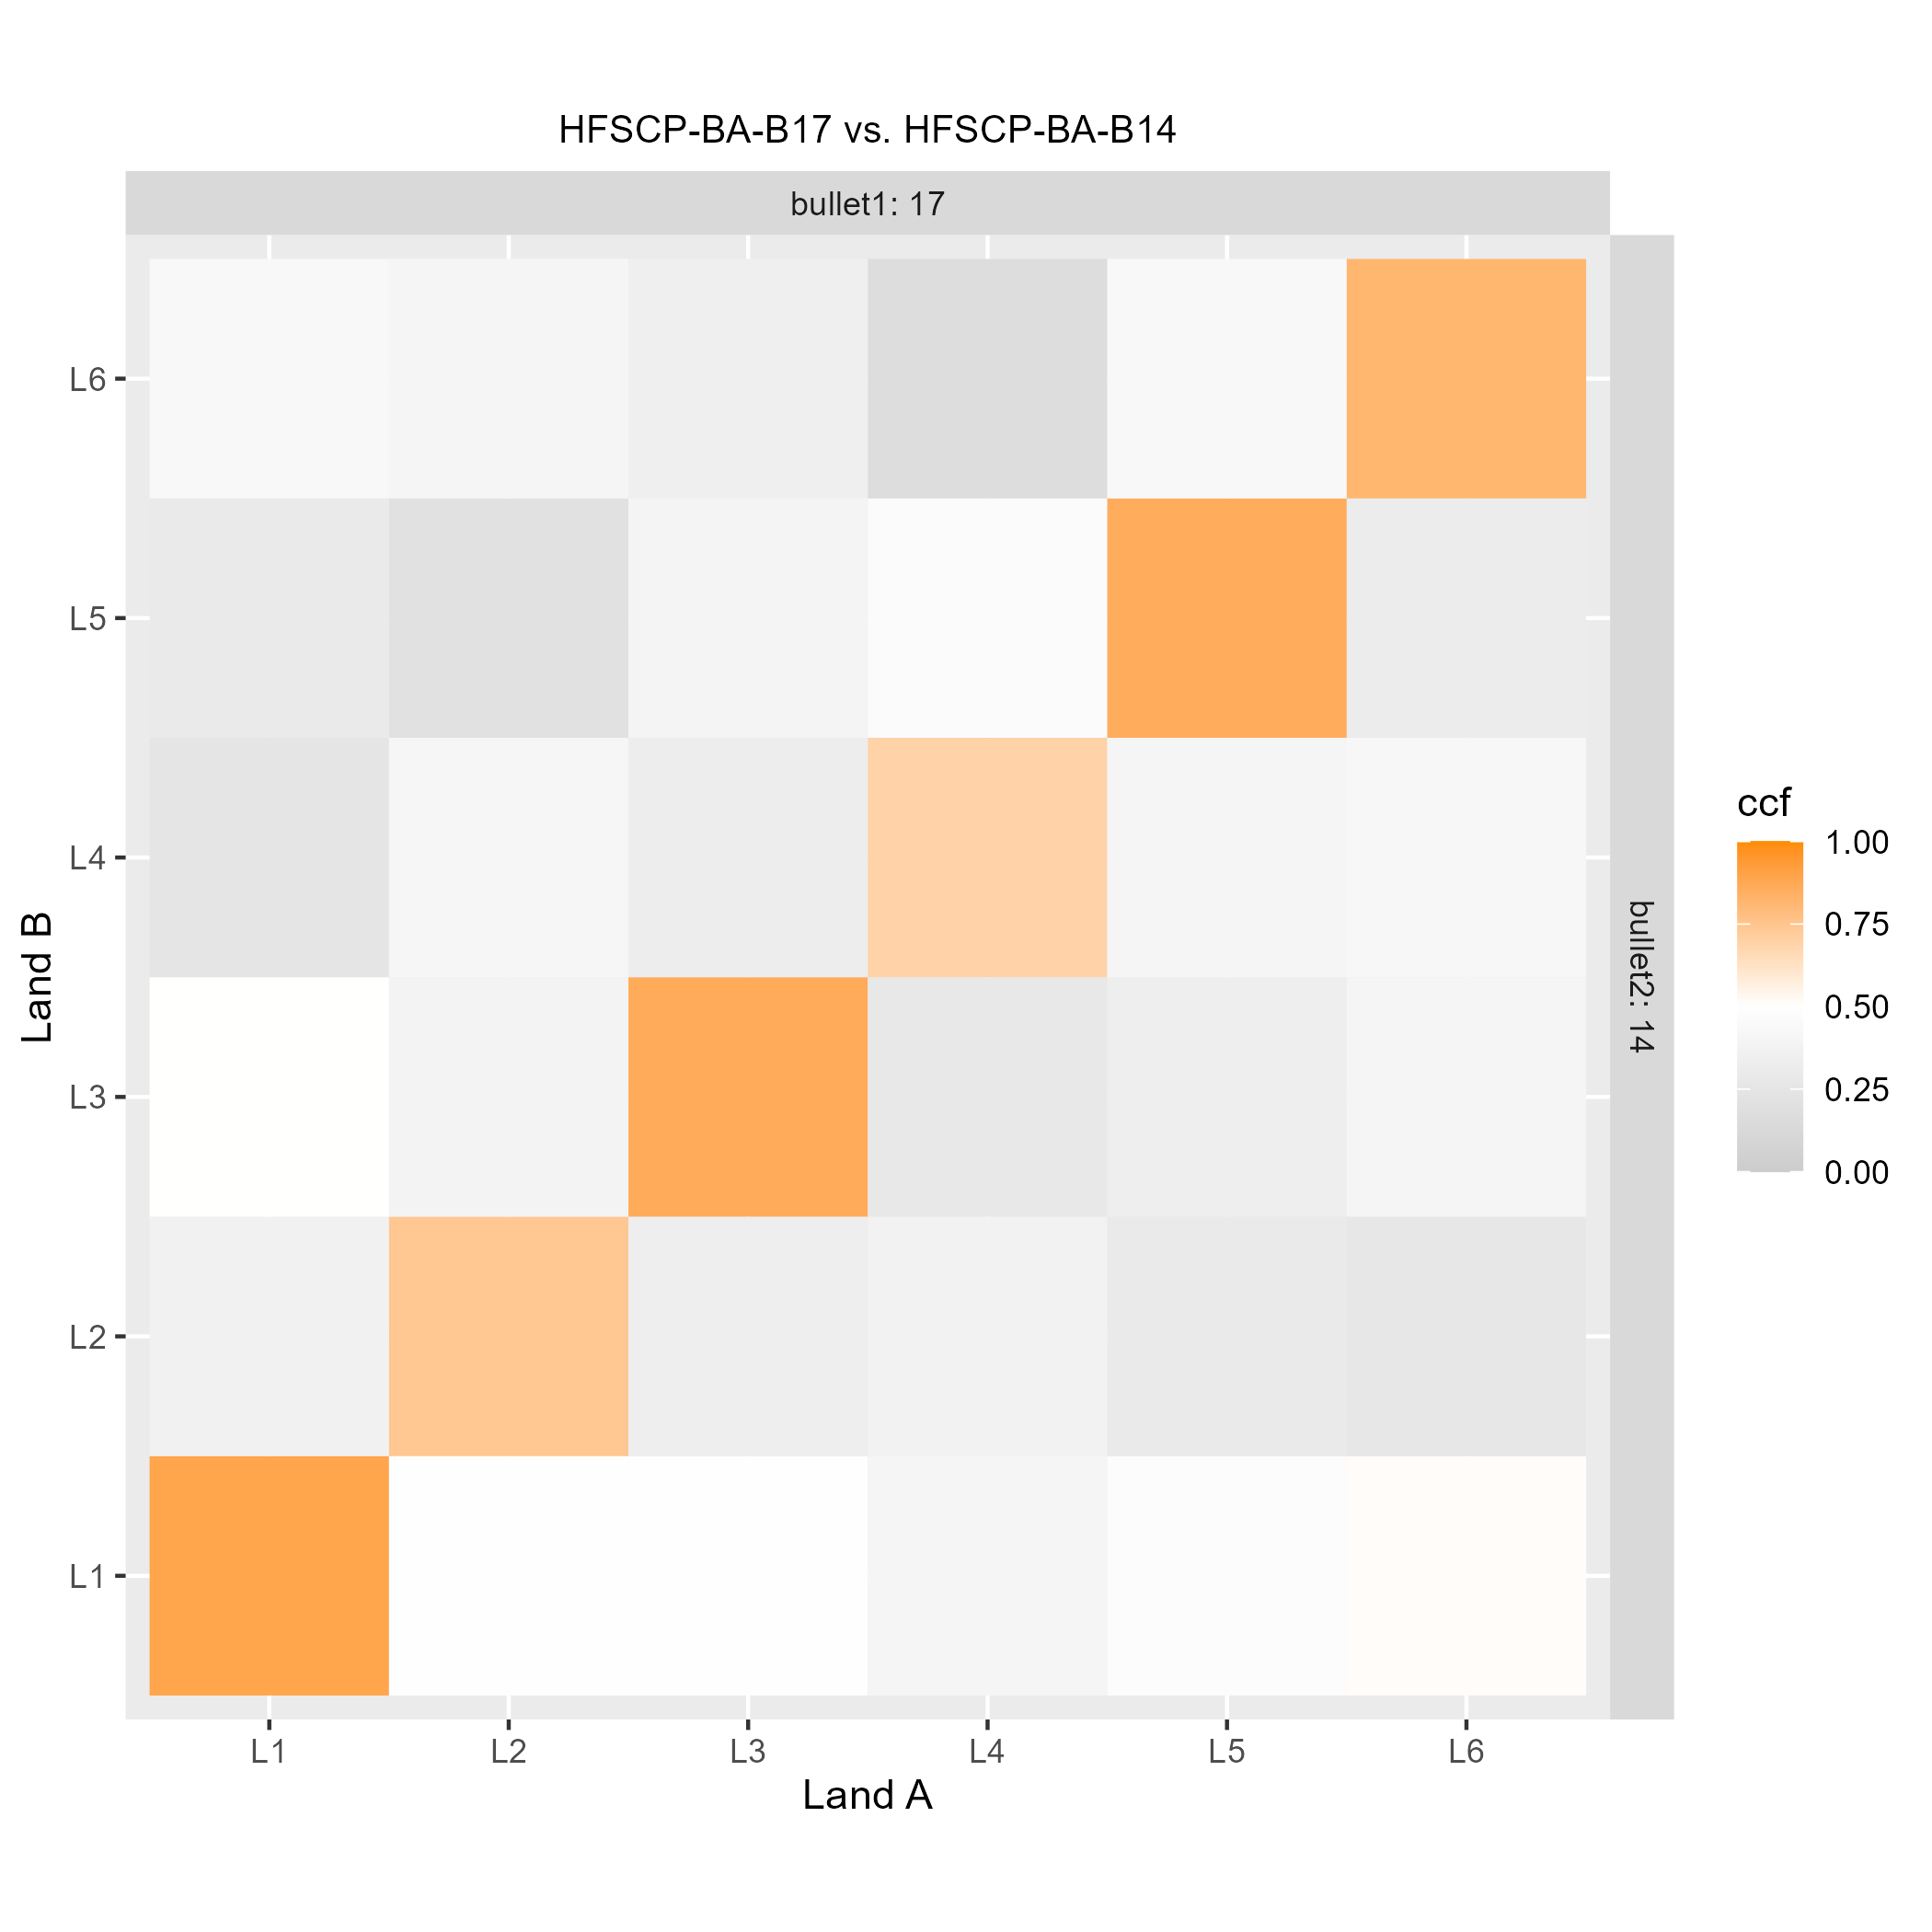 HFSCP-BA-B17 vs. HFSCP-BA-B14
bullet1: 17
L6
L5
L4
L3
L2
L1
Land B
L1 L2 L3 L4 L5 L6
Land A
bullet2: 14
ccf
1.00
0.75
0.50
0.25
0.00